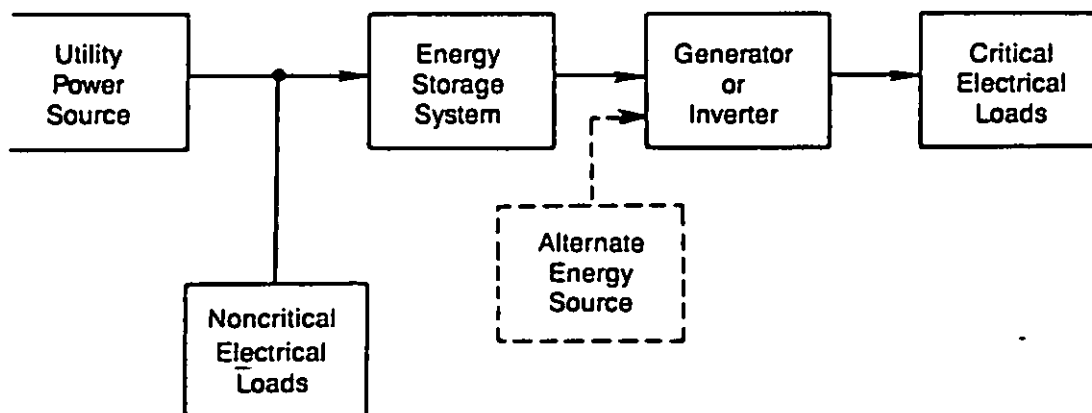 Utility
Power
Source
Energy
Storage
System
Generator
or
Inverter
Critical
Electrical
Loads
Alternate
Energy
Source
Noncritical
Electrical
Loads